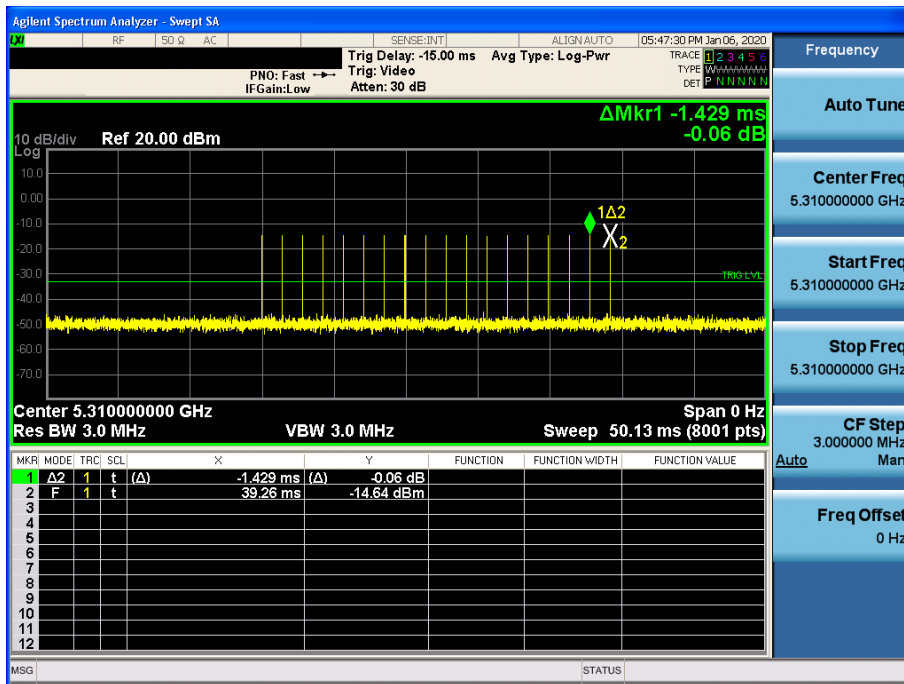 Agilent Spectrum Analyzer - Swept SA
LXI RF 50 Ω AC SENSE:INT ALIGNAUTO 05:47:30 PM Jan 06, 2020
Trig Delay: -15.00 ms Avg Type: Log-Pwr TRACE 1 2 3 4 5 6
PNO: Fast Trig: Video TYPE WWWWWW
IFGain:Low Atten: 30 dB DET P N N N N N
ΔMkr1 -1.429 ms
-0.06 dB
10 dB/div Ref 20.00 dBm
Log
10.0
0.00
-10.0
-20.0
-30.0
-40.0
-50.0
-60.0
-70.0
1Δ2
2
TRIG LVL
Center 5.310000000 GHz Span 0 Hz
Res BW 3.0 MHz VBW 3.0 MHz Sweep 50.13 ms (8001 pts)
MKR MODE TRC SCL X Y FUNCTION FUNCTION WIDTH FUNCTION VALUE
1 Δ2 1 t (Δ) -1.429 ms (Δ) -0.06 dB
2 F 1 t 39.26 ms -14.64 dBm
3
4
5
6
7
8
9
10
11
12
MSG STATUS
Frequency
Auto Tune
Center Freq
5.310000000 GHz
Start Freq
5.310000000 GHz
Stop Freq
5.310000000 GHz
CF Step
3.000000 MHz
Auto Man
Freq Offset
0 Hz